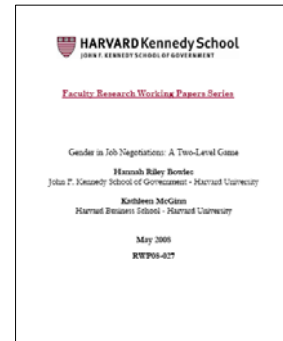 HARVARD Kennedy School
JOHN F. KENNEDY SCHOOL OF GOVERNMENT
Faculty Research Working Papers Series
Gender in Job Negotiations: A Two-Level Game
Hannah Riley Bowles
John F. Kennedy School of Government - Harvard University
Kathleen McGinn
Harvard Business School - Harvard University
May 2008
RWP08-027